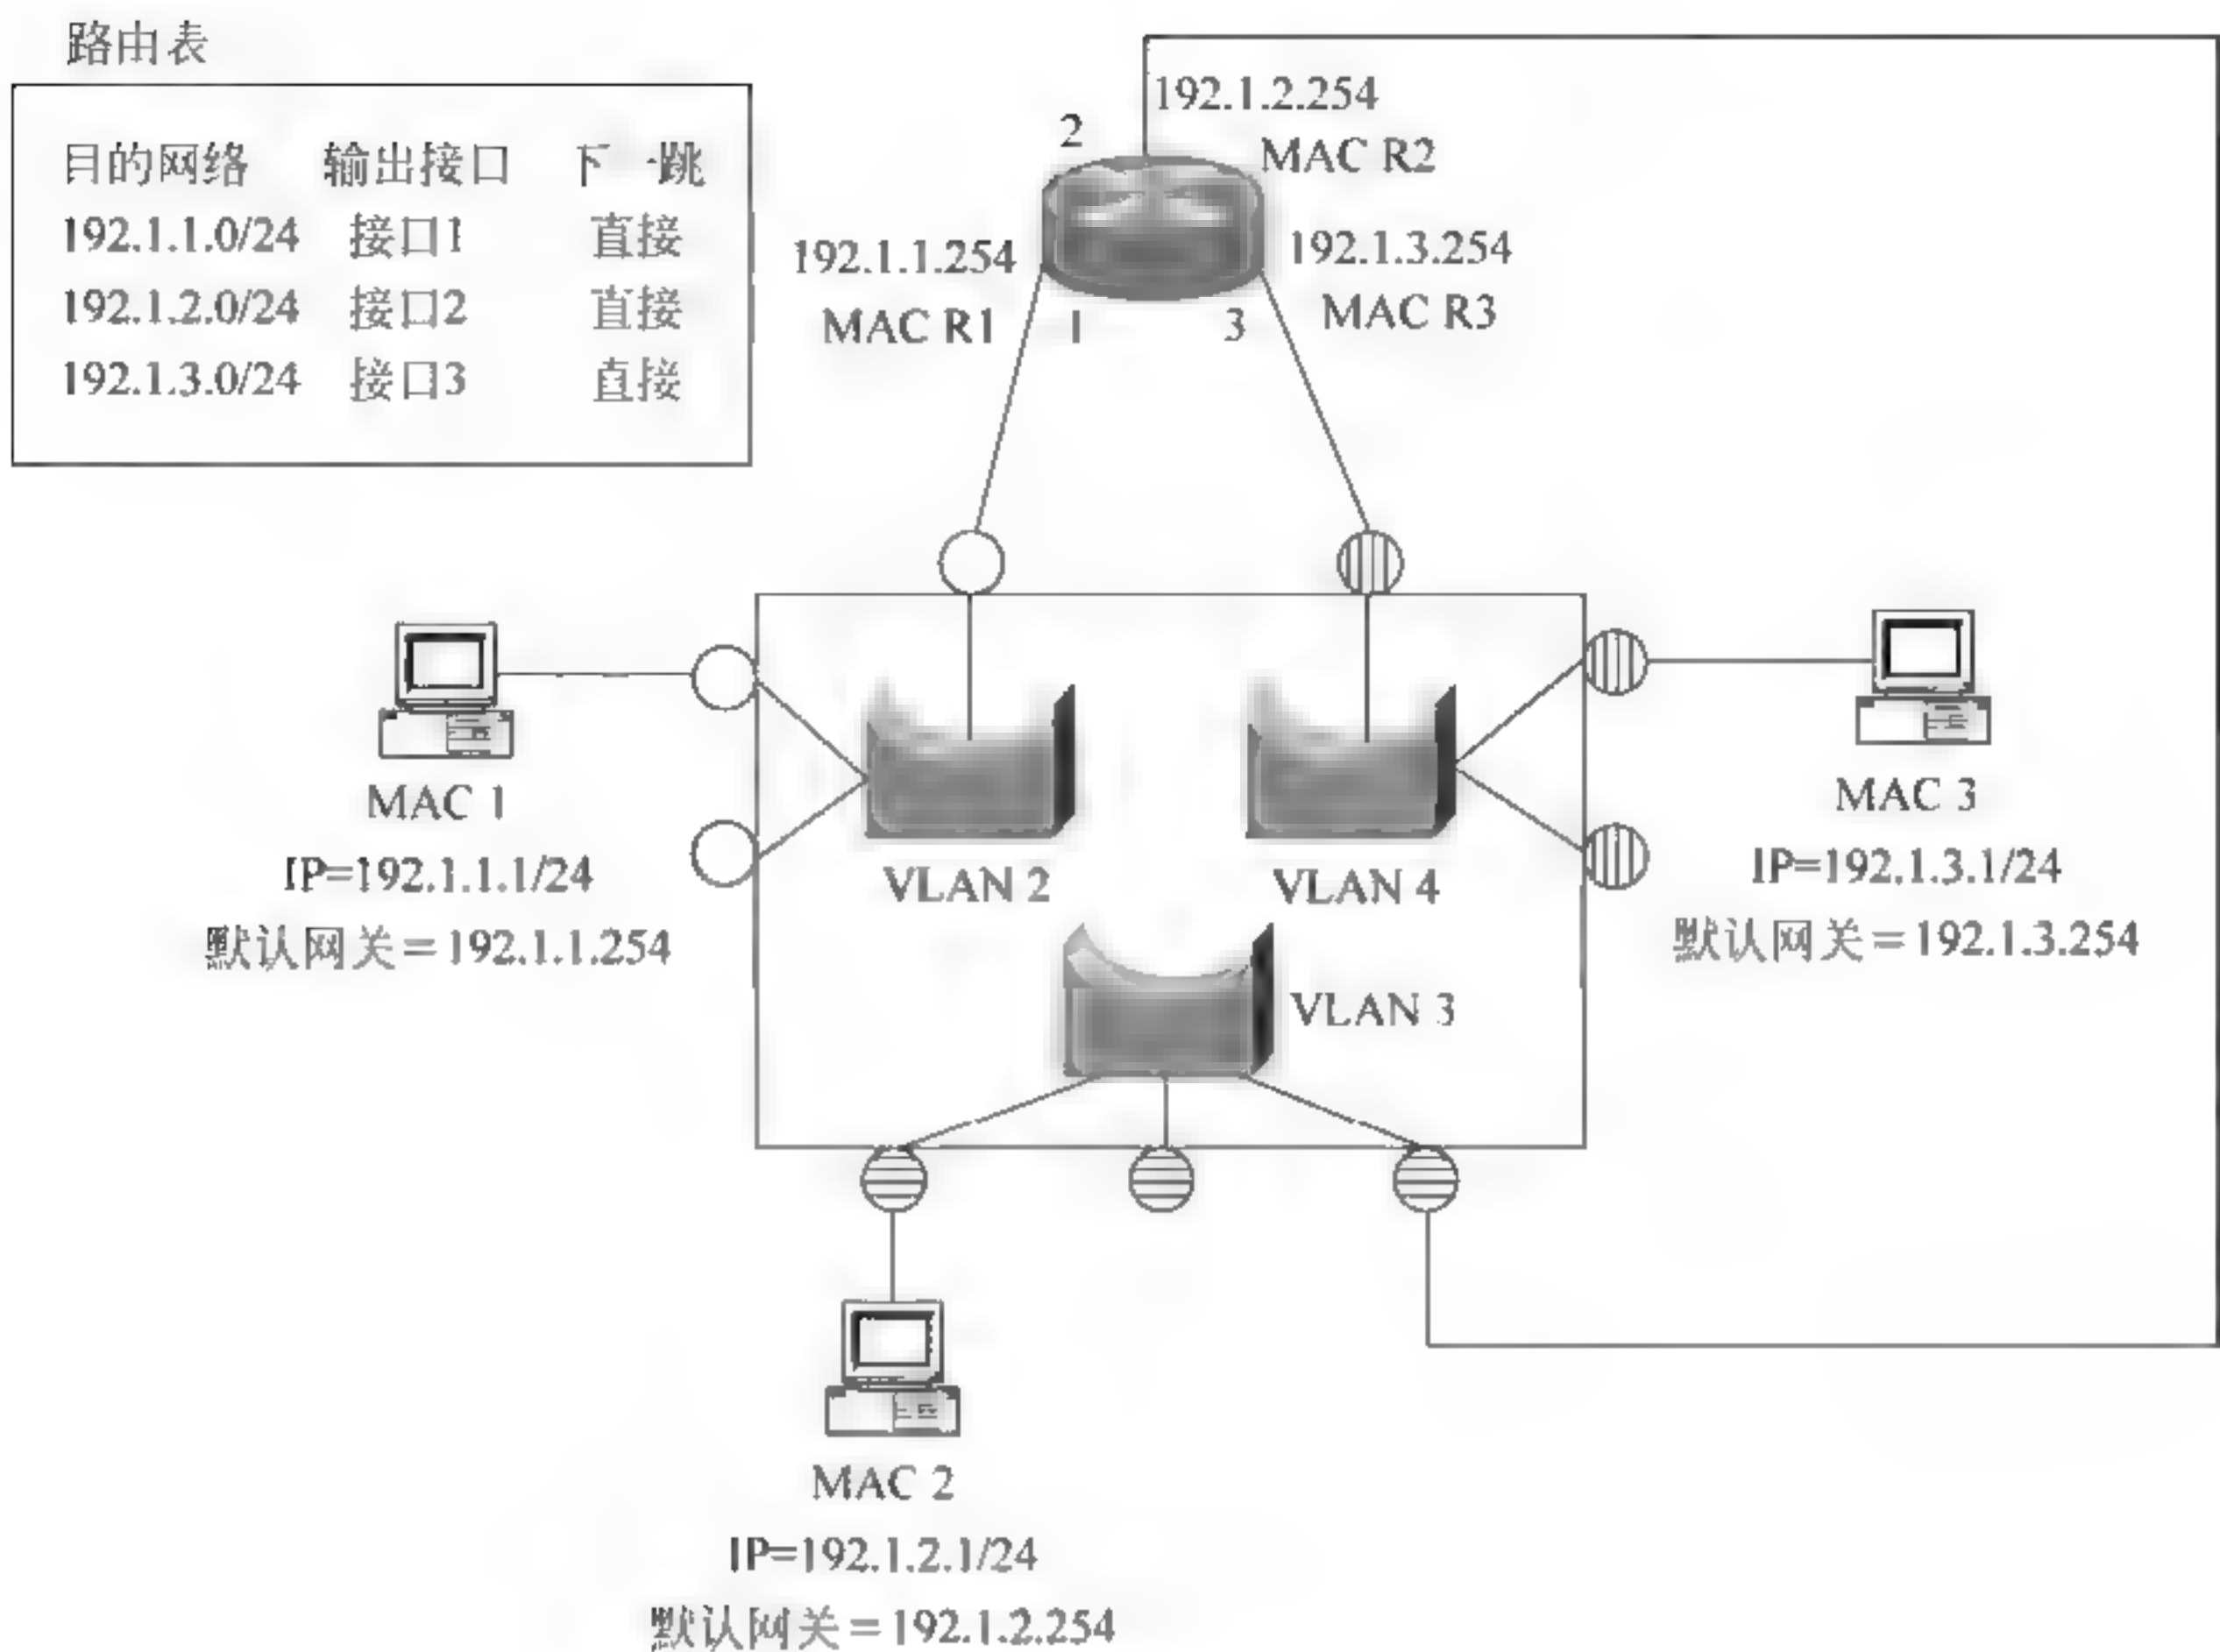 路由表
目的网络 输出接口 下一跳
192.1.1.0/24 接口1 直接
192.1.2.0/24 接口2 直接
192.1.3.0/24 接口3 直接
192.1.2.254
2
MAC R2
192.1.1.254
192.1.3.254
MAC R1
1
3
MAC R3
MAC 1
IP=192.1.1.1/24
默认网关=192.1.1.254
VLAN 2
VLAN 4
VLAN 3
MAC 3
IP=192.1.3.1/24
默认网关=192.1.3.254
MAC 2
IP=192.1.2.1/24
默认网关=192.1.2.254